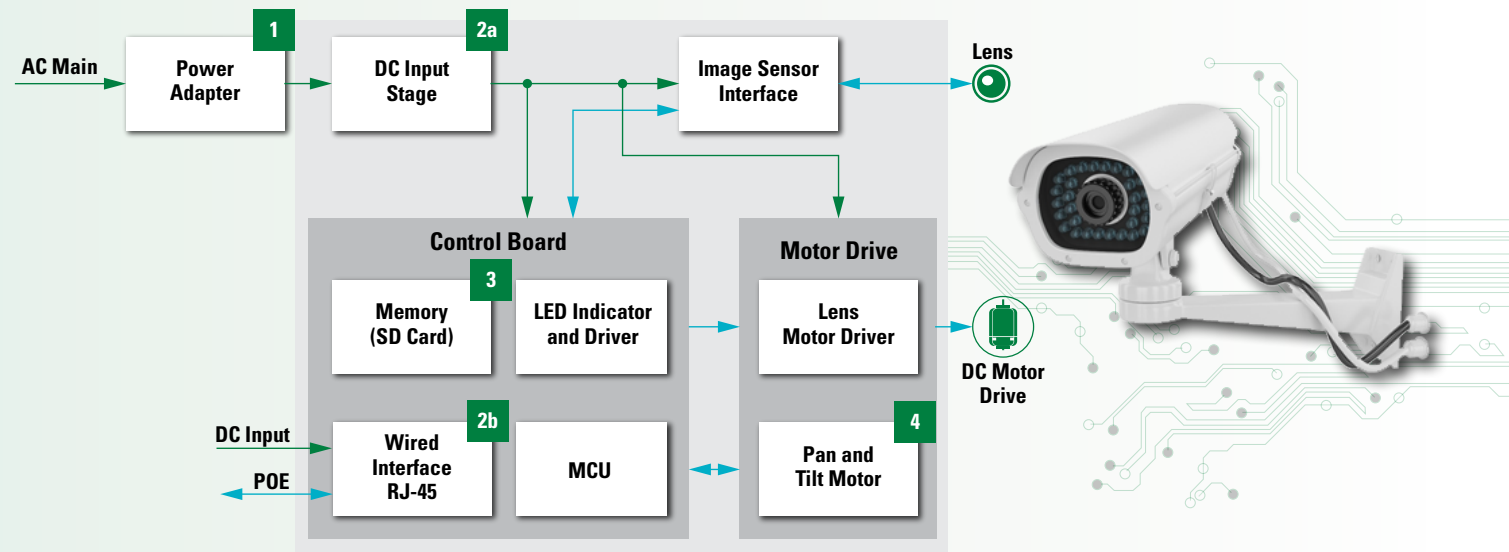 1
2a
AC Main
Power
Adapter
DC Input
Stage
Image Sensor
Interface
Lens
Control Board
Motor Drive
3
Memory
(SD Card)
LED Indicator
and Driver
Lens
Motor Driver
DC Motor
Drive
2b
4
DC Input
POE
Wired
Interface
RJ-45
MCU
Pan and
Tilt Motor